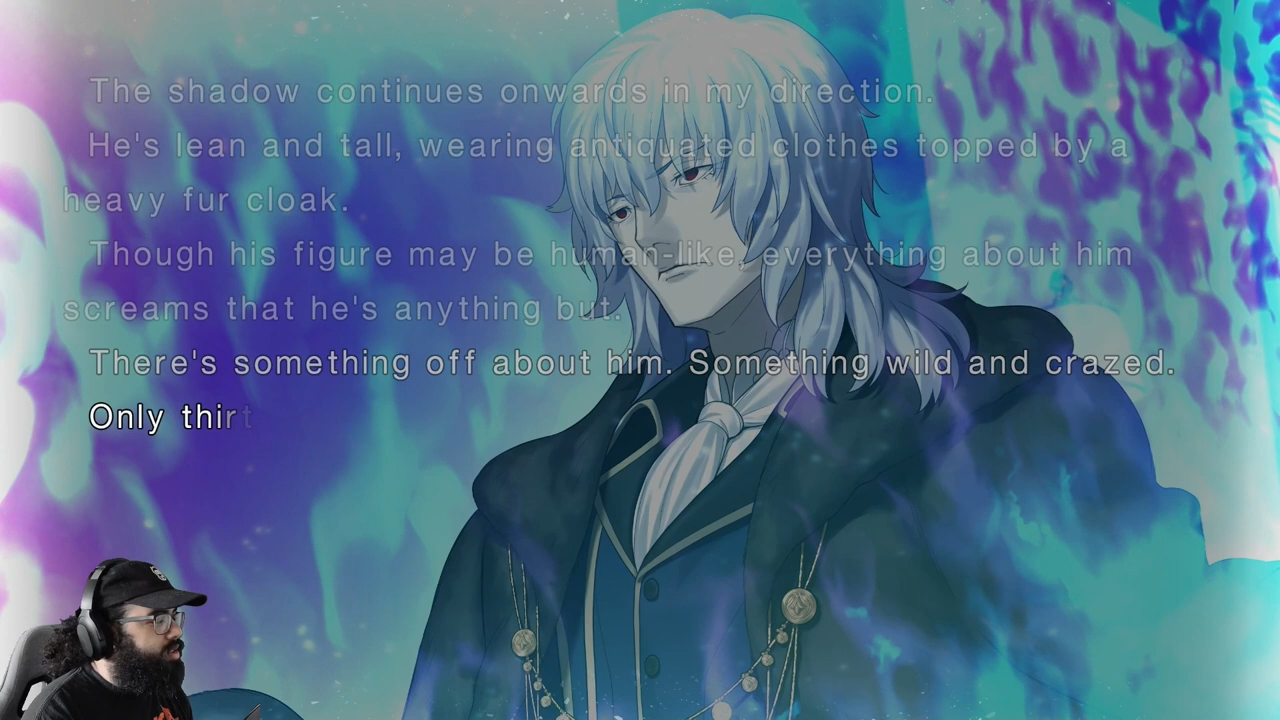 The shadow continues onwards in my direction.
He's lean and tall, wearing antiquated clothes topped by a
heavy fur cloak.
Though his figure may be human-like, everything about him
screams that he's anything but.
There's something off about him. Something wild and crazed.
Only thirt